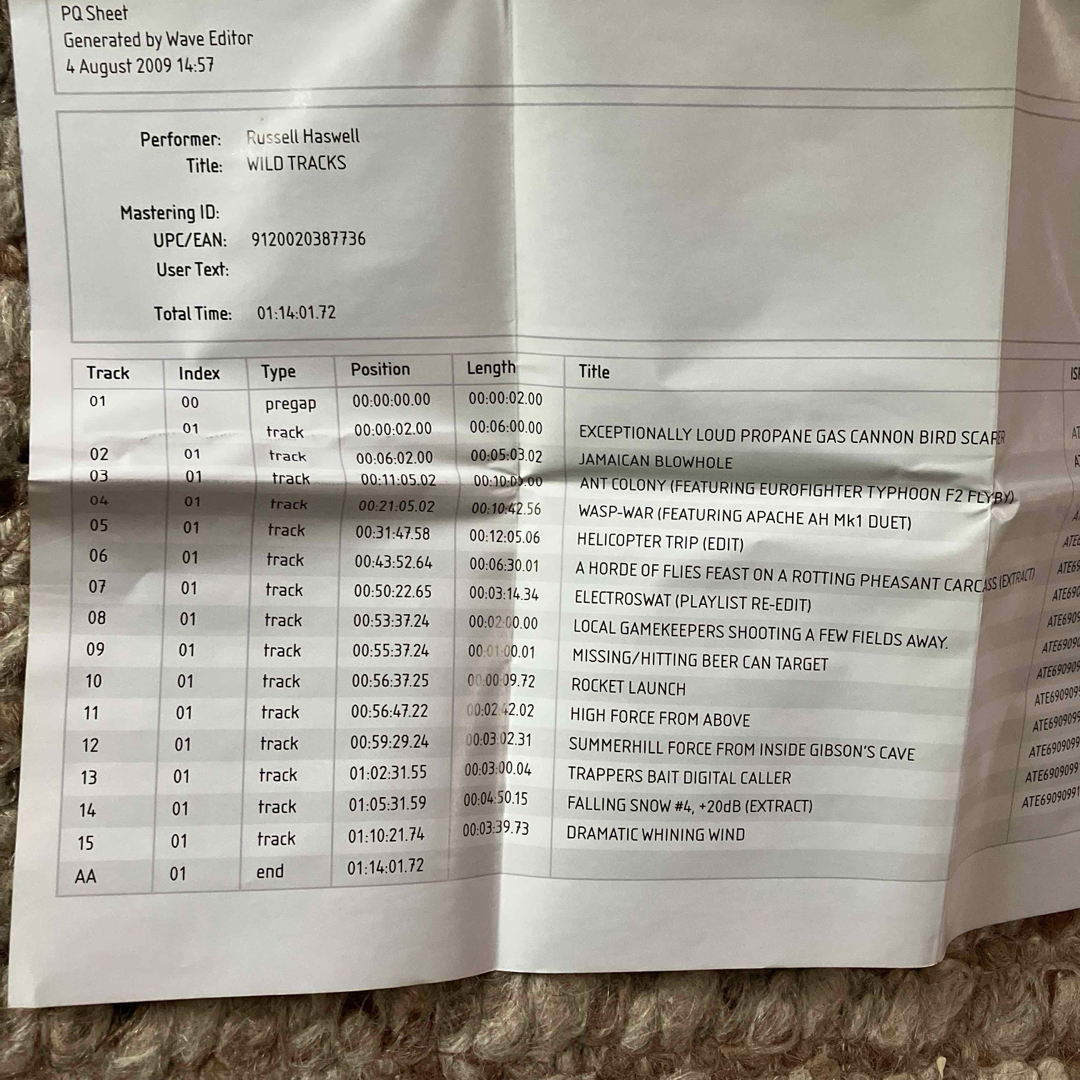 PQ Sheet
Generated by Wave Editor
4 August 2009 14:57
Performer: Russell Haswell
Title: WILD TRACKS
Mastering ID:
UPC/EAN: 9120020387736
User Text:
Total Time: 01:14:01.72
Track Index Type Position Length Title
01 00 pregap 00:00:00.00 00:00:02.00
01 track 00:00:02.00 00:06:00.00 EXCEPTIONALLY LOUD PROPANE GAS CANNON BIRD SCARER
02 01 track 00:06:02.00 00:05:03.02 JAMAICAN BLOWHOLE
03 01 track 00:11:05.02 00:10:00.00 ANT COLONY (FEATURING EUROFIGHTER TYPHOON F2 FLYBY)
04 01 track 00:21:05.02 00:10:42.56 WASP-WAR (FEATURING APACHE AH Mk1 DUET)
05 01 track 00:31:47.58 00:12:05.06 HELICOPTER TRIP (EDIT)
06 01 track 00:43:52.64 00:06:30.01 A HORDE OF FLIES FEAST ON A ROTTING PHEASANT CARCASS (EXTRACT)
07 01 track 00:50:22.65 00:03:14.34 ELECTROSWAT (PLAYLIST RE-EDIT)
08 01 track 00:53:37.24 00:02:00.00 LOCAL GAMEKEEPERS SHOOTING A FEW FIELDS AWAY.
09 01 track 00:55:37.24 00:01:00.01 MISSING/HITTING BEER CAN TARGET
10 01 track 00:56:37.25 00:00:09.72 ROCKET LAUNCH
11 01 track 00:56:47.22 00:02:42.02 HIGH FORCE FROM ABOVE
12 01 track 00:59:29.24 00:03:02.31 SUMMERHILL FORCE FROM INSIDE GIBSON'S CAVE
13 01 track 01:02:31.55 00:03:00.04 TRAPPERS BAIT DIGITAL CALLER
14 01 track 01:05:31.59 00:04:50.15 FALLING SNOW #4, +20dB (EXTRACT)
15 01 track 01:10:21.74 00:03:39.73 DRAMATIC WHINING WIND
AA 01 end 01:14:01.72